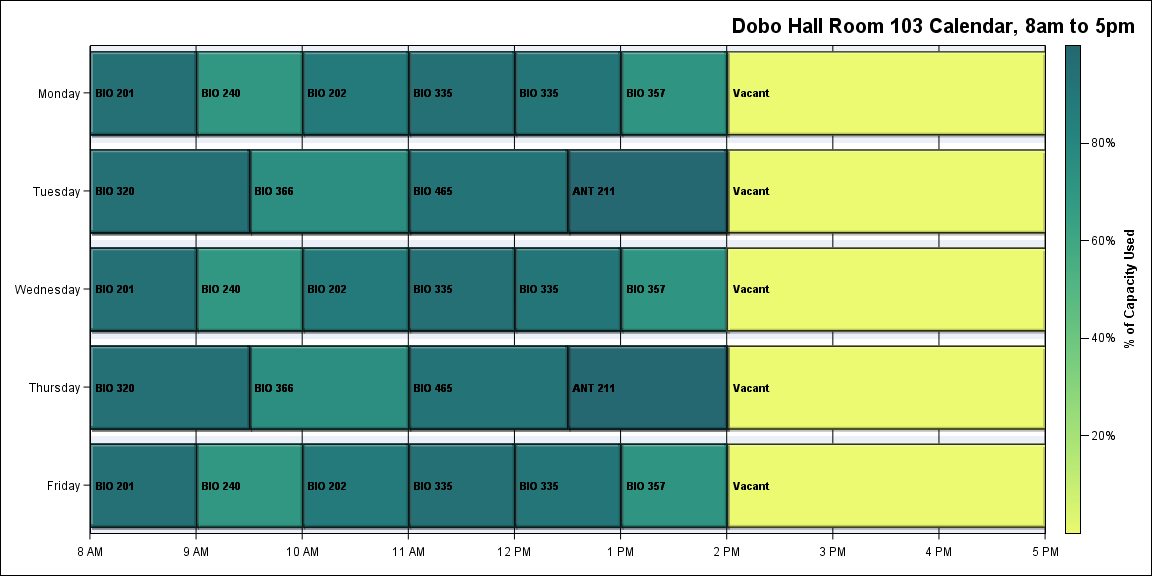 Dobo Hall Room 103 Calendar, 8am to 5pm
Monday BIO 201 BIO 240 BIO 202 BIO 335 BIO 335 BIO 357 Vacant
80%
Tuesday BIO 320 BIO 366 BIO 465 ANT 211 Vacant
60%
Wednesday BIO 201 BIO 240 BIO 202 BIO 335 BIO 335 BIO 357 Vacant
% of Capacity Used
40%
Thursday BIO 320 BIO 366 BIO 465 ANT 211 Vacant
20%
Friday BIO 201 BIO 240 BIO 202 BIO 335 BIO 335 BIO 357 Vacant
8 AM 9 AM 10 AM 11 AM 12 PM 1 PM 2 PM 3 PM 4 PM 5 PM